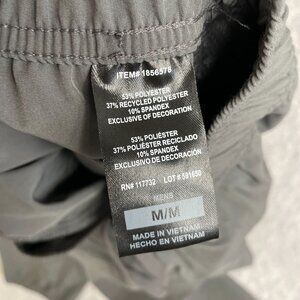 ITEM# 1856578
53% POLYESTER
37% RECYCLED POLYESTER
10% SPANDEX
EXCLUSIVE OF DECORATION
53% POLIÉSTER
37% POLIÉSTER RECICLADO
10% SPANDEX
EXCLUSIVO DE DECORACIÓN
RN# 117732 LOT # 591650
MENS
M/M
MADE IN VIETNAM
HECHO EN VIETNAM